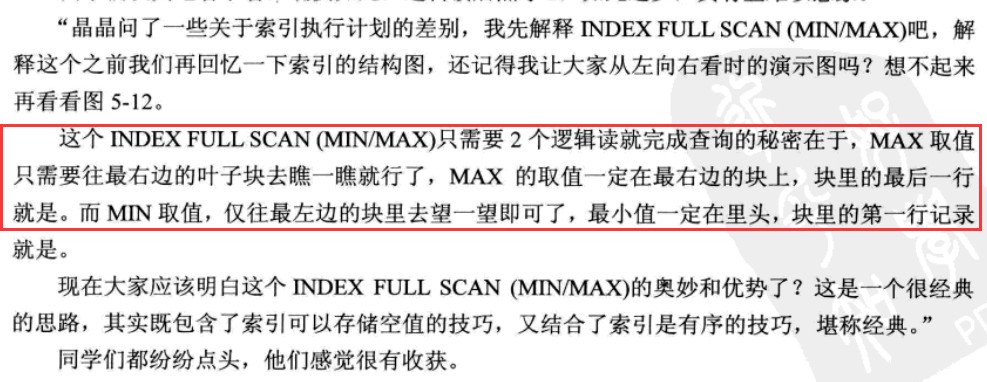 “晶晶问了一些关于索引执行计划的差别，我先解释 INDEX FULL SCAN (MIN/MAX)吧，解
释这个之前我们再回忆一下索引的结构图，还记得我让大家从左向右看时的演示图吗？想不起来
再看看图 5-12。
这个 INDEX FULL SCAN (MIN/MAX)只需要 2 个逻辑读就完成查询的秘密在于，MAX 取值
只需要往最右边的叶子块去瞧一瞧就行了，MAX 的取值一定在最右边的块上，块里的最后一行
就是。而 MIN 取值，仅往最左边的块里去望一望即可了，最小值一定在里头，块里的第一行记录
就是。
现在大家应该明白这个 INDEX FULL SCAN (MIN/MAX)的奥妙和优势了？这是一个很经典
的思路，其实既包含了索引可以存储空值的技巧，又结合了索引是有序的技巧，堪称经典。”
同学们都纷纷点头，他们感觉很有收获。